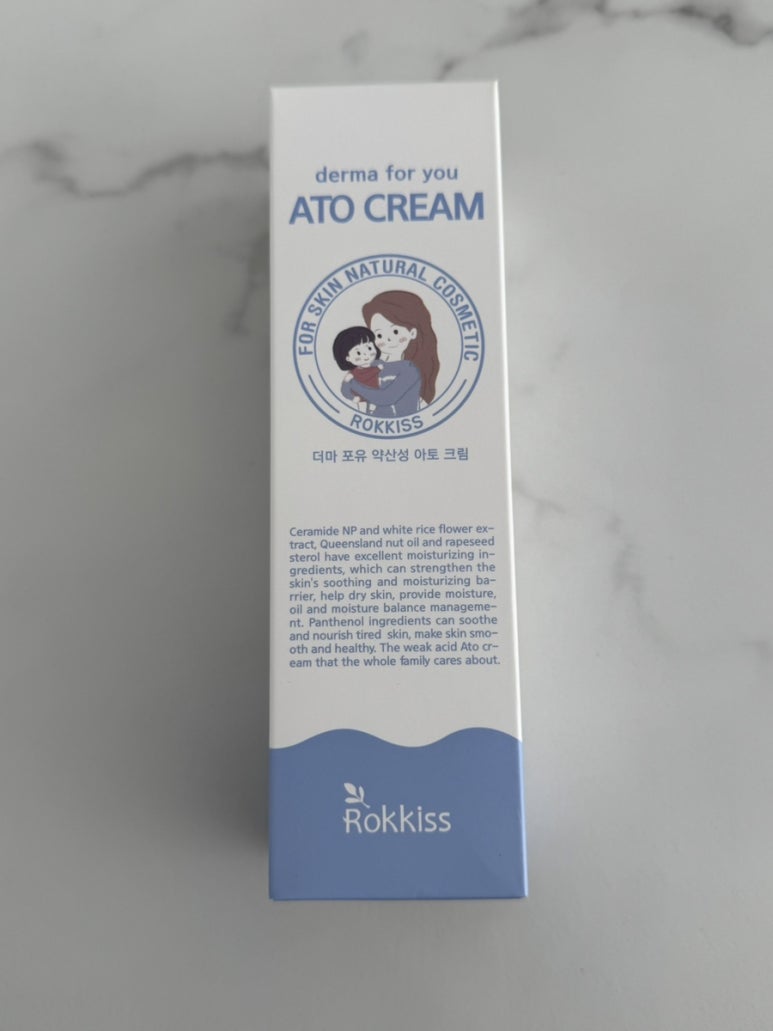 derma for you
ATO CREAM
FOR SKIN NATURAL COSMETIC
ROKKISS
더마 포유 약산성 아토 크림
Ceramide NP and white rice flower ex-
tract, Queensland nut oil and rapeseed
sterol have excellent moisturizing in-
gredients, which can strengthen the
skin's soothing and moisturizing ba-
rrier, help dry skin, provide moisture,
oil and moisture balance manageme-
nt. Panthenol ingredients can soothe
and nourish tired skin, make skin smo-
oth and healthy. The weak acid Ato cr-
eam that the whole family cares about.
Rokkiss